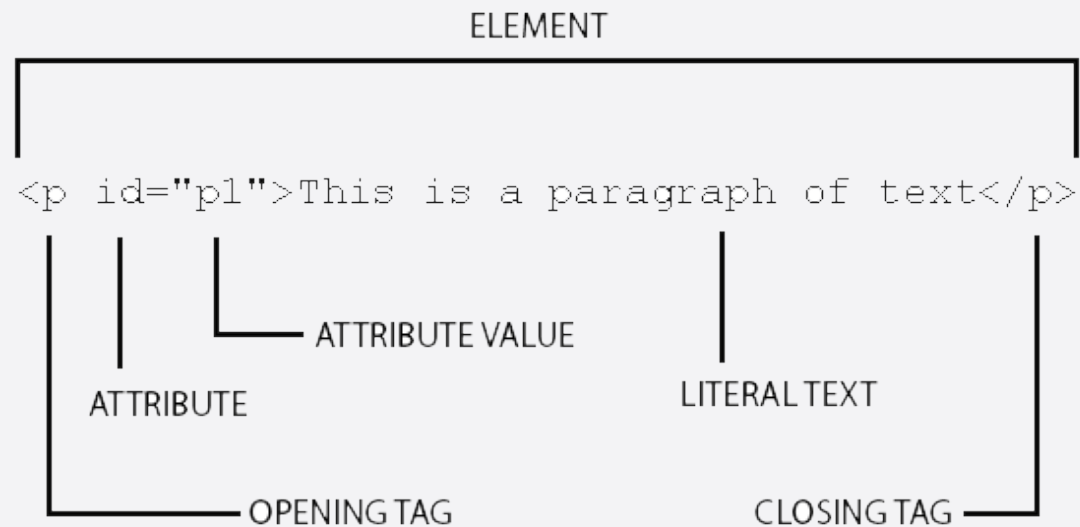 ELEMENT
<p id="p1">This is a paragraph of text</p>
ATTRIBUTE VALUE
ATTRIBUTE
LITERAL TEXT
OPENING TAG
CLOSING TAG